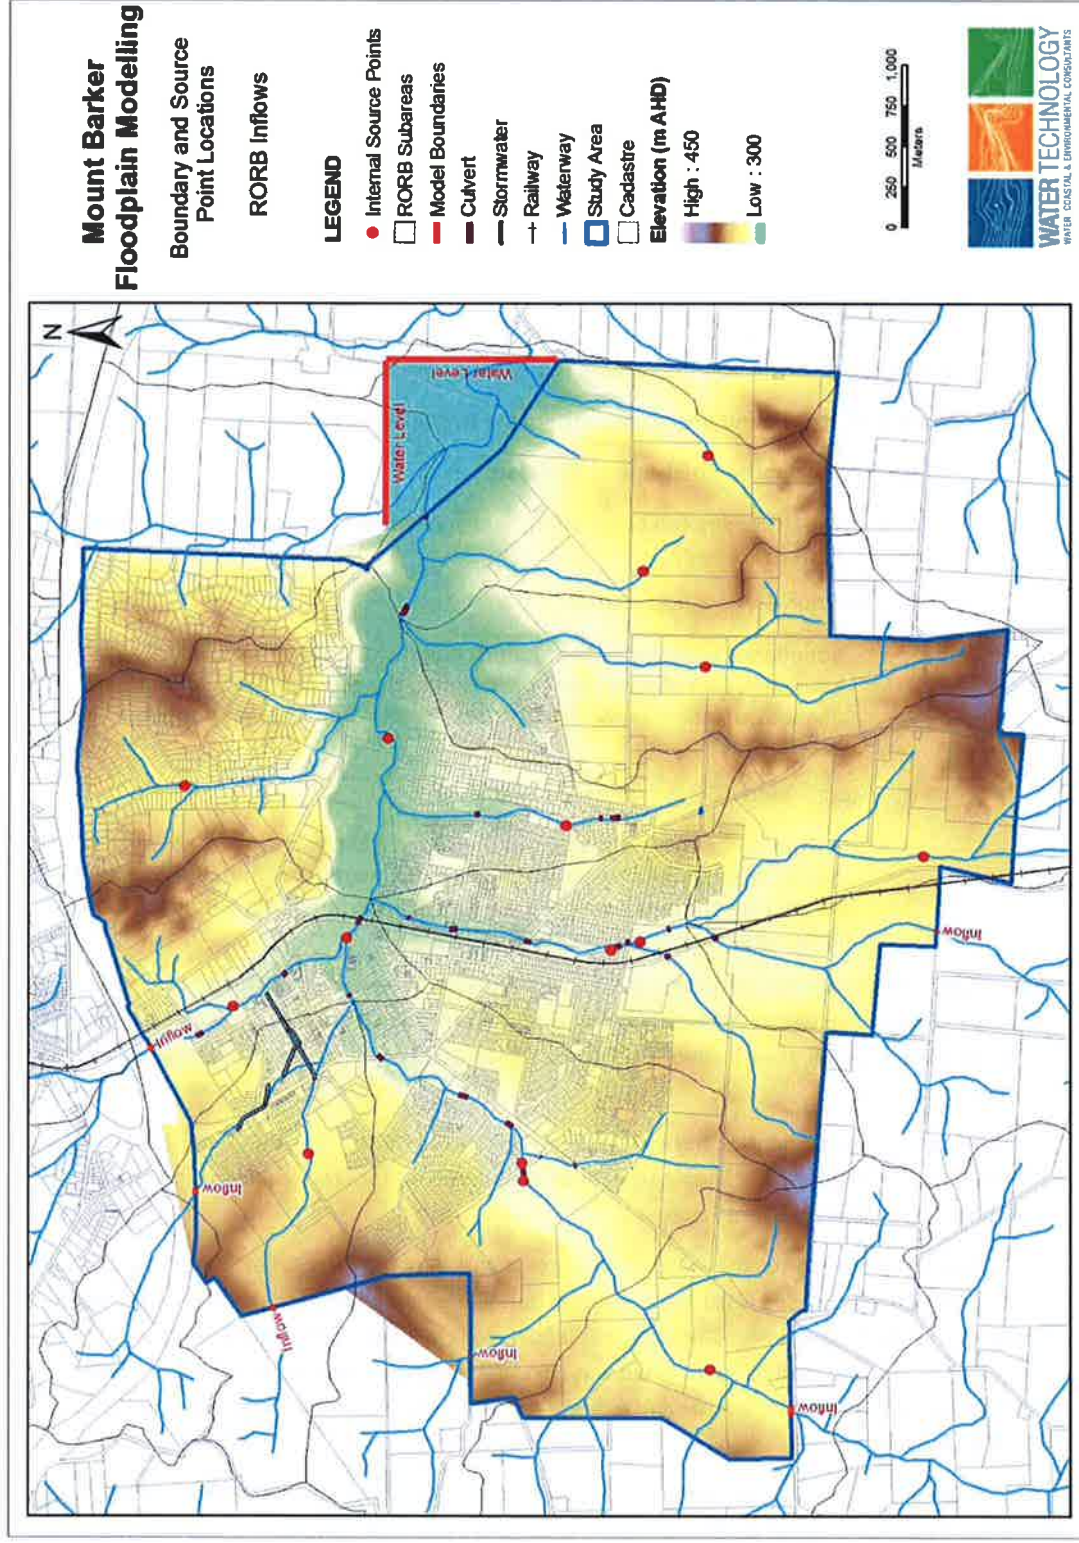 Mount Barker
Floodplain Modelling
Boundary and Source
Point Locations
RORB Inflows
LEGEND
Internal Source Points
RORB Subareas
Model Boundaries
Culvert
Stormwater
Railway
Waterway
Study Area
Cadastre
Elevation (m AHD)
High : 450
Low : 300
0 250 500 750 1,000
Meters
WATER TECHNOLOGY
WATER COASTAL & ENVIRONMENTAL CONSULTANTS
N
Water Level
Water Level
Inflow
Inflow
Inflow
Inflow
Inflow
Inflow